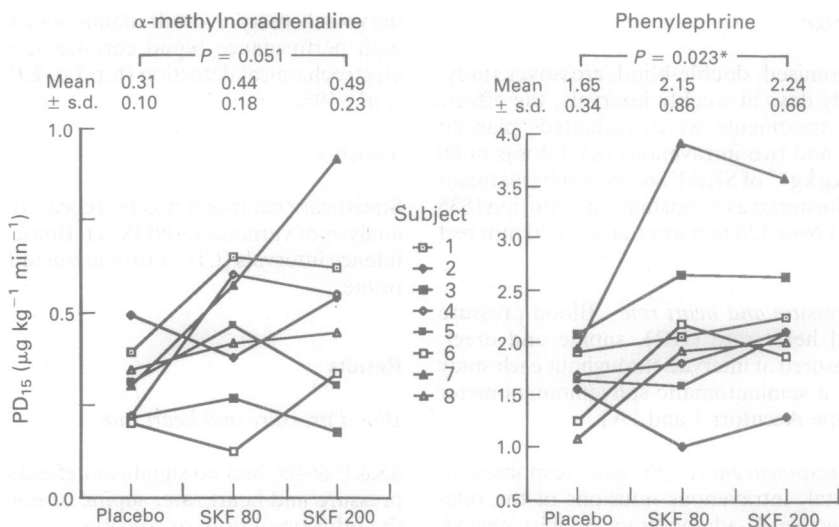 α-methylnoradrenaline
P = 0.051
Mean 0.31 0.44 0.49
± s.d. 0.10 0.18 0.23
1.0
0.5
0.0
PD15 (μg kg−1 min−1)
Placebo SKF 80 SKF200
Subject
1
2
3
4
5
6
7
8
Phenylephrine
P = 0.023*
Mean 1.65 2.15 2.24
± s.d. 0.34 0.86 0.66
4.0
3.5
3.0
2.5
2.0
1.5
1.0
0.5
Placebo SKF 80 SKF 200